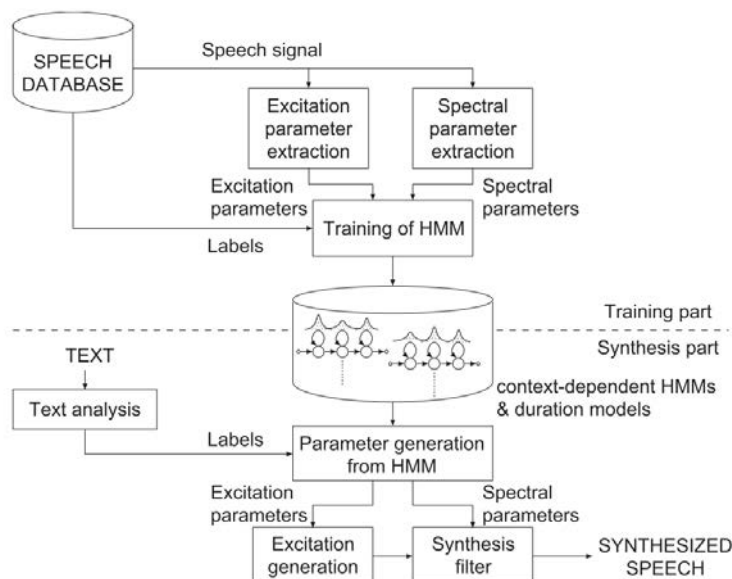 SPEECH
DATABASE
Speech signal
Excitation
parameter
extraction
Spectral
parameter
extraction
Excitation
parameters
Spectral
parameters
Training of HMM
Labels
Training part
Synthesis part
TEXT
context-dependent HMMs
& duration models
Text analysis
Labels
Parameter generation
from HMM
Excitation
parameters
Spectral
parameters
Excitation
generation
Synthesis
filter
SYNTHESIZED
SPEECH